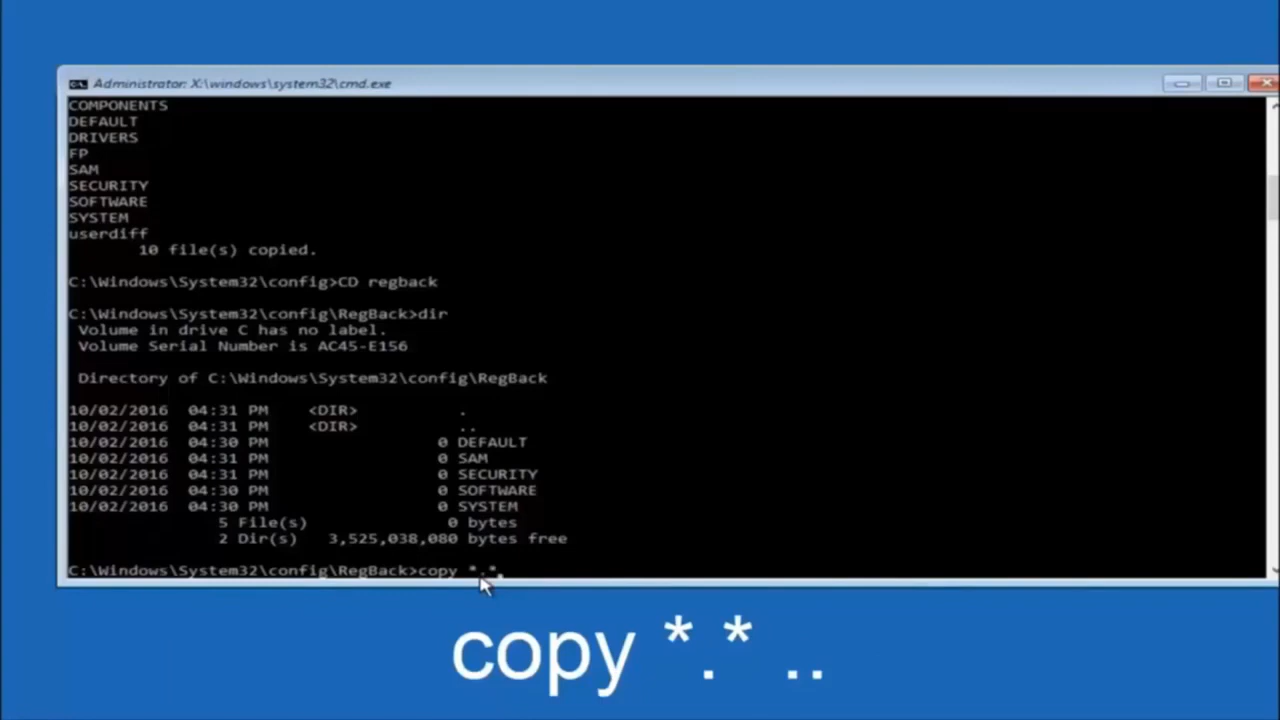 Administrator: X:\windows\system32\cmd.exe
COMPONENTS
DEFAULT
DRIVERS
FP
SAM
SECURITY
SOFTWARE
SYSTEM
userdiff
10 file(s) copied.
C:\Windows\System32\config>CD regback
C:\Windows\System32\config\RegBack>dir
Volume in drive C has no label.
Volume Serial Number is AC45-E156
Directory of C:\Windows\System32\config\RegBack
10/02/2016 04:31 PM <DIR> .
10/02/2016 04:31 PM <DIR> ..
10/02/2016 04:30 PM 0 DEFAULT
10/02/2016 04:31 PM 0 SAM
10/02/2016 04:31 PM 0 SECURITY
10/02/2016 04:30 PM 0 SOFTWARE
10/02/2016 04:30 PM 0 SYSTEM
5 File(s) 0 bytes
2 Dir(s) 3,525,038,080 bytes free
C:\Windows\System32\config\RegBack>copy *.*
copy *.* ..